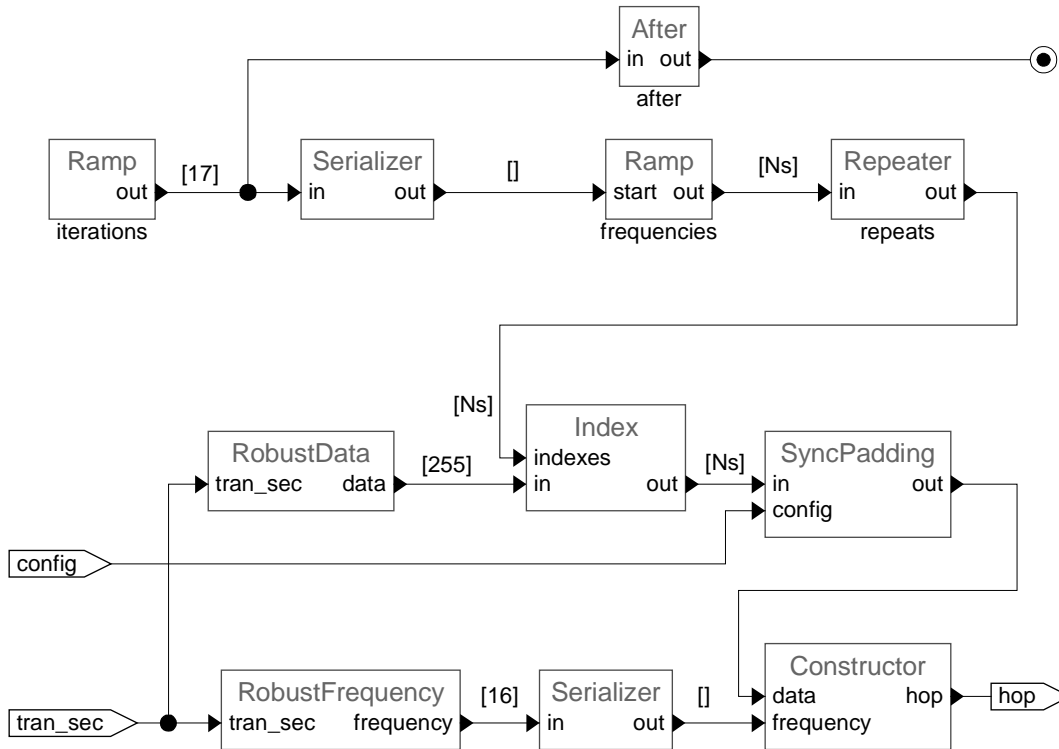 After
in out
after
Ramp
out
iterations
[17]
Serializer
in out
[]
Ramp
start out
frequencies
[Ns]
Repeater
in out
repeats
[Ns]
RobustData
tran_sec data
[255]
Index
indexes
in out
[Ns]
SyncPadding
in out
config
config
tran_sec
RobustFrequency
tran_sec frequency
[16]
Serializer
in out
[]
Constructor
data hop
frequency
hop